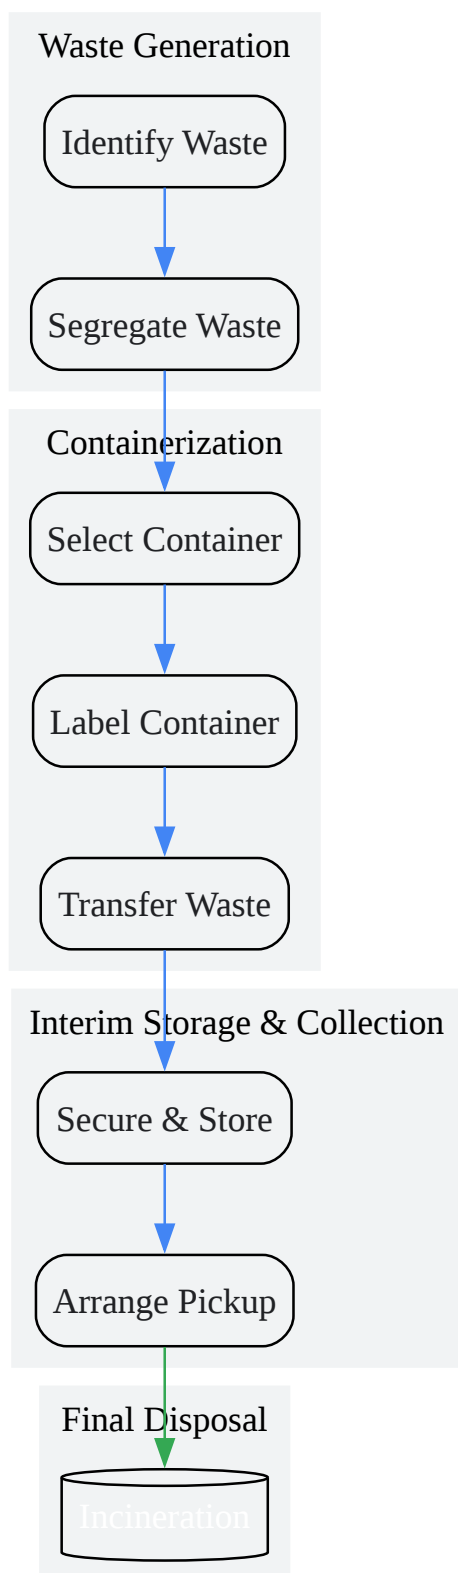 Waste Generation
Identify Waste
Segregate Waste
Containerization
Select Container
Label Container
Transfer Waste
Interim Storage & Collection
Secure & Store
Arrange Pickup
Final Disposal
Incineration